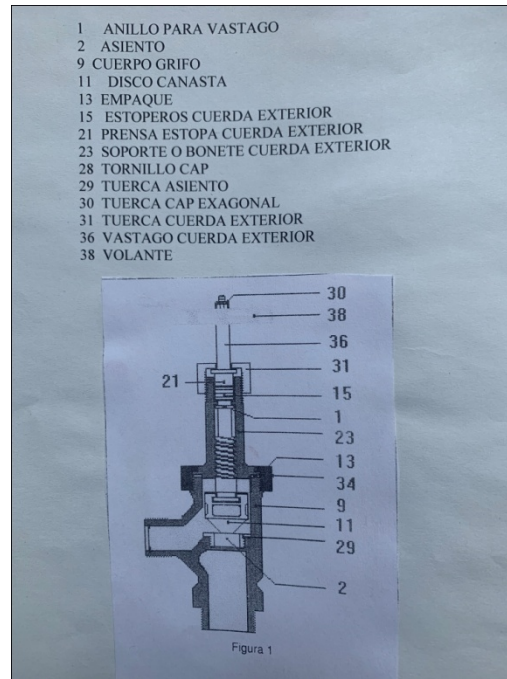 1 ANILLO PARA VASTAGO
2 ASIENTO
9 CUERPO GRIFO
11 DISCO CANASTA
13 EMPAQUE
15 ESTOPEROS CUERDA EXTERIOR
21 PRENSA ESTOPA CUERDA EXTERIOR
23 SOPORTE O BONETE CUERDA EXTERIOR
28 TORNILLO CAP
29 TUERCA ASIENTO
30 TUERCA CAP EXAGONAL
31 TUERCA CUERDA EXTERIOR
36 VASTAGO CUERDA EXTERIOR
38 VOLANTE
30
38
36
31
21
15
1
23
13
34
9
11
29
2
Figura 1